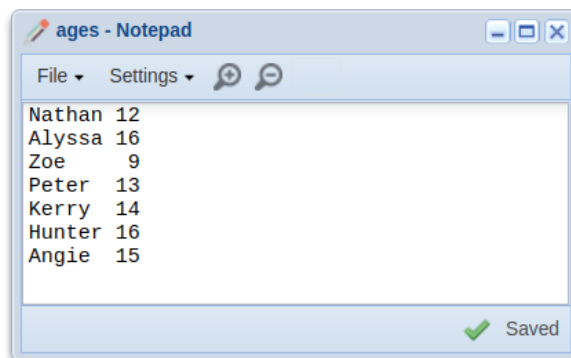 ages - Notepad
File Settings
Nathan 12
Alyssa 16
Zoe     9
Peter  13
Kerry  14
Hunter 16
Angie  15
Saved